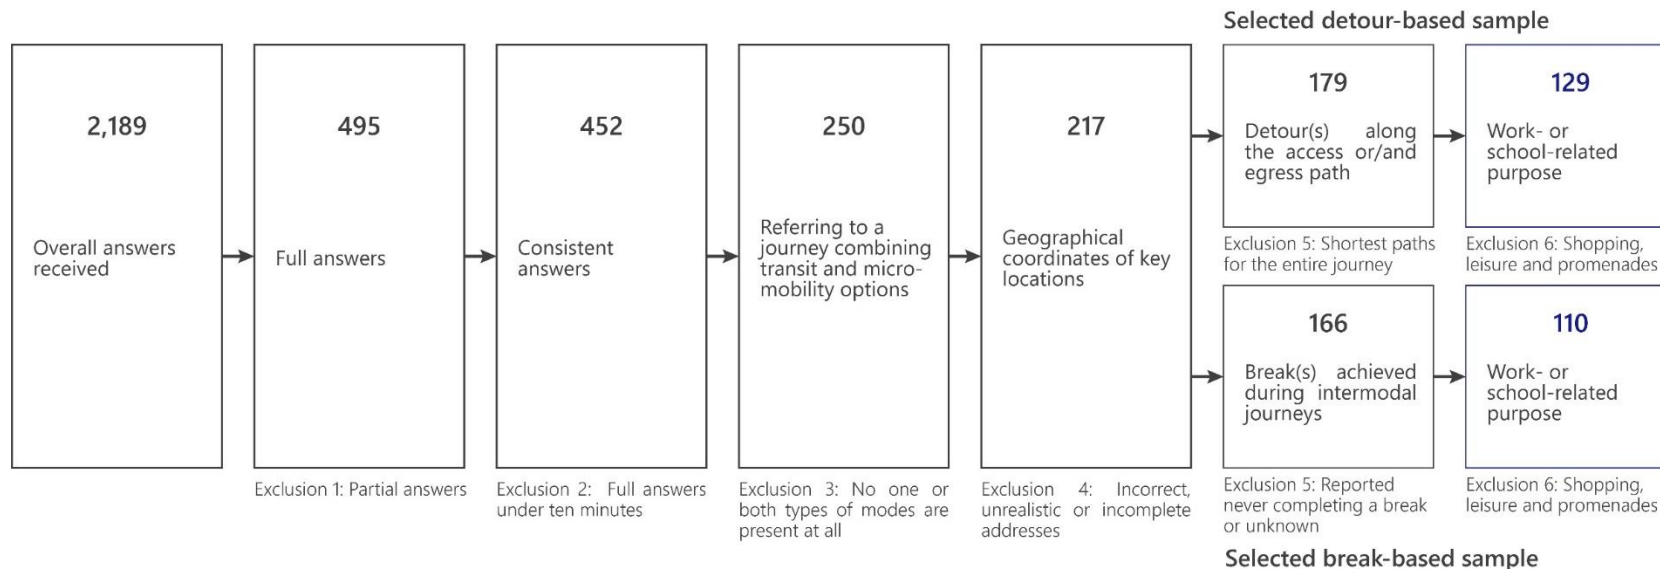 Selected detour-based sample
2,189
Overall answers
received
495
Full answers
Exclusion 1: Partial answers
452
Consistent
answers
Exclusion 2: Full answers
under ten minutes
250
Referring to a
journey combining
transit and micro-
mobility options
Exclusion 3: No one or
both types of modes are
present at all
217
Geographical
coordinates of key
locations
Exclusion 4: Incorrect,
unrealistic or incomplete
addresses
179
Detour(s) along
the access or/and
egress path
Exclusion 5: Shortest paths
for the entire journey
129
Work- or
school-related
purpose
Exclusion 6: Shopping,
leisure and promenades
166
Break(s) achieved
during intermodal
journeys
Exclusion 5: Reported
never completing a break
or unknown
110
Work- or
school-related
purpose
Exclusion 6: Shopping,
leisure and promenades
Selected break-based sample